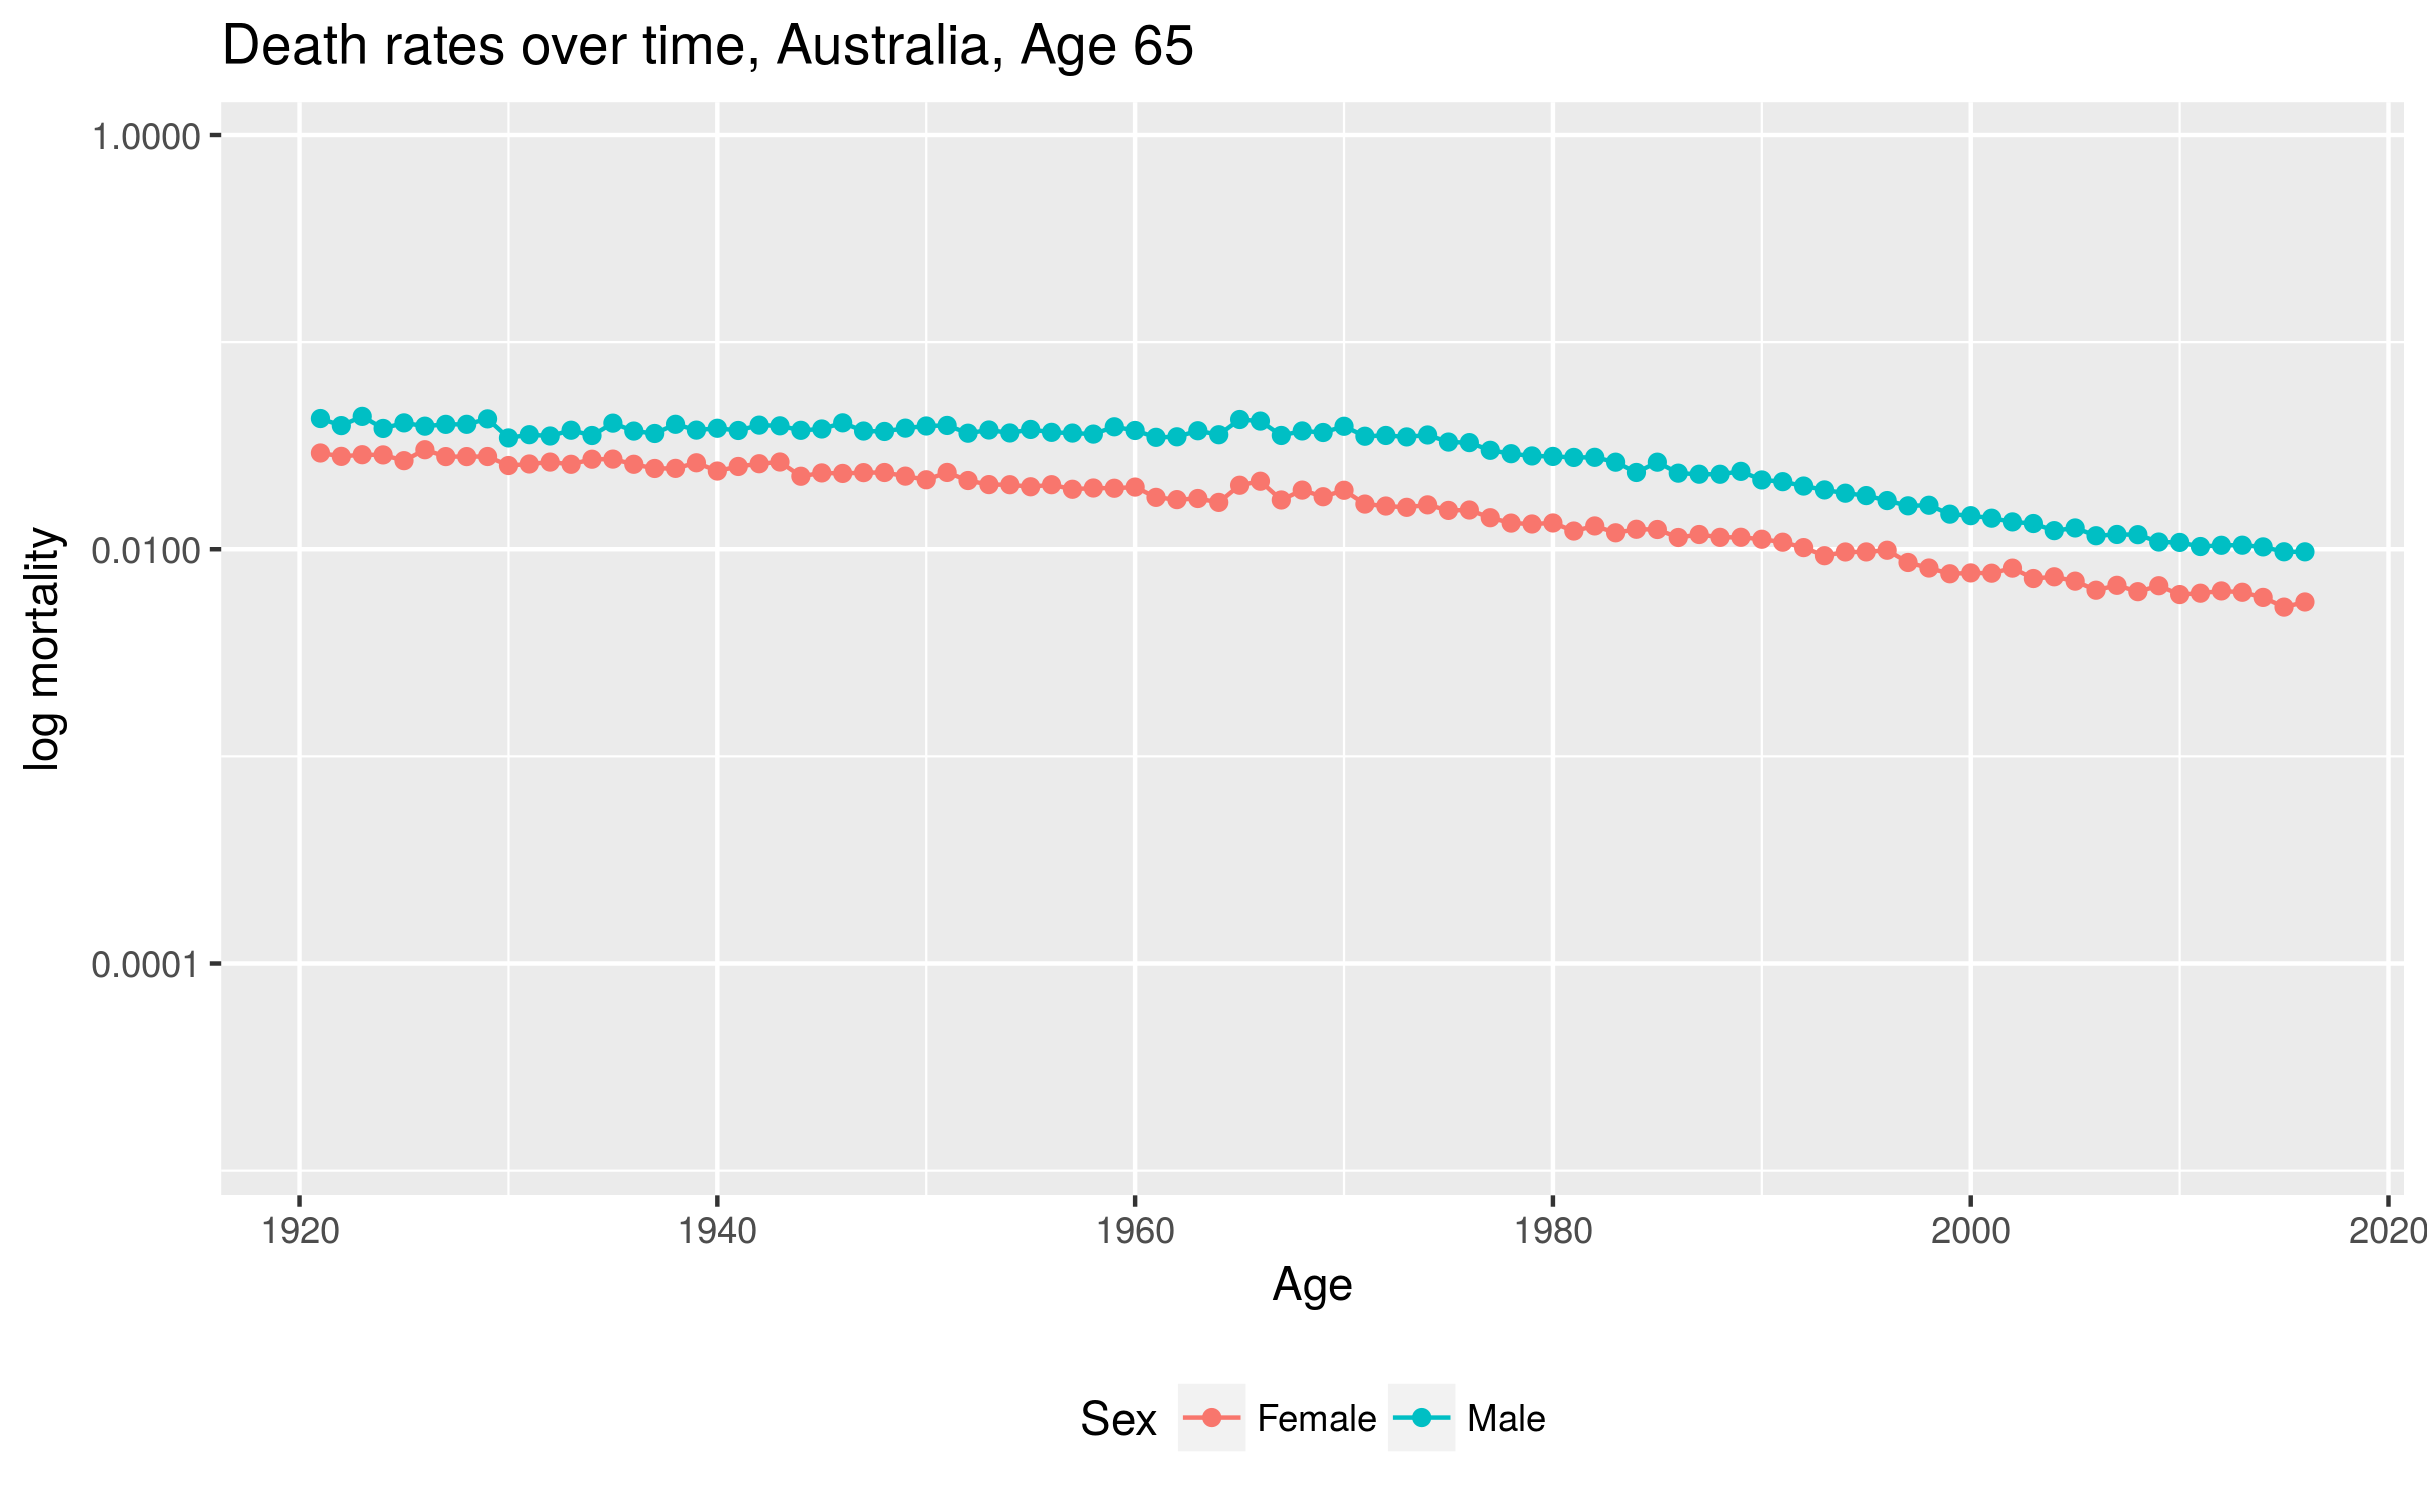 Death rates over time, Australia, Age 65
1.0000
0.0100
0.0001
log mortality
1920 1940 1960 1980 2000 2020
Age
Sex Female Male